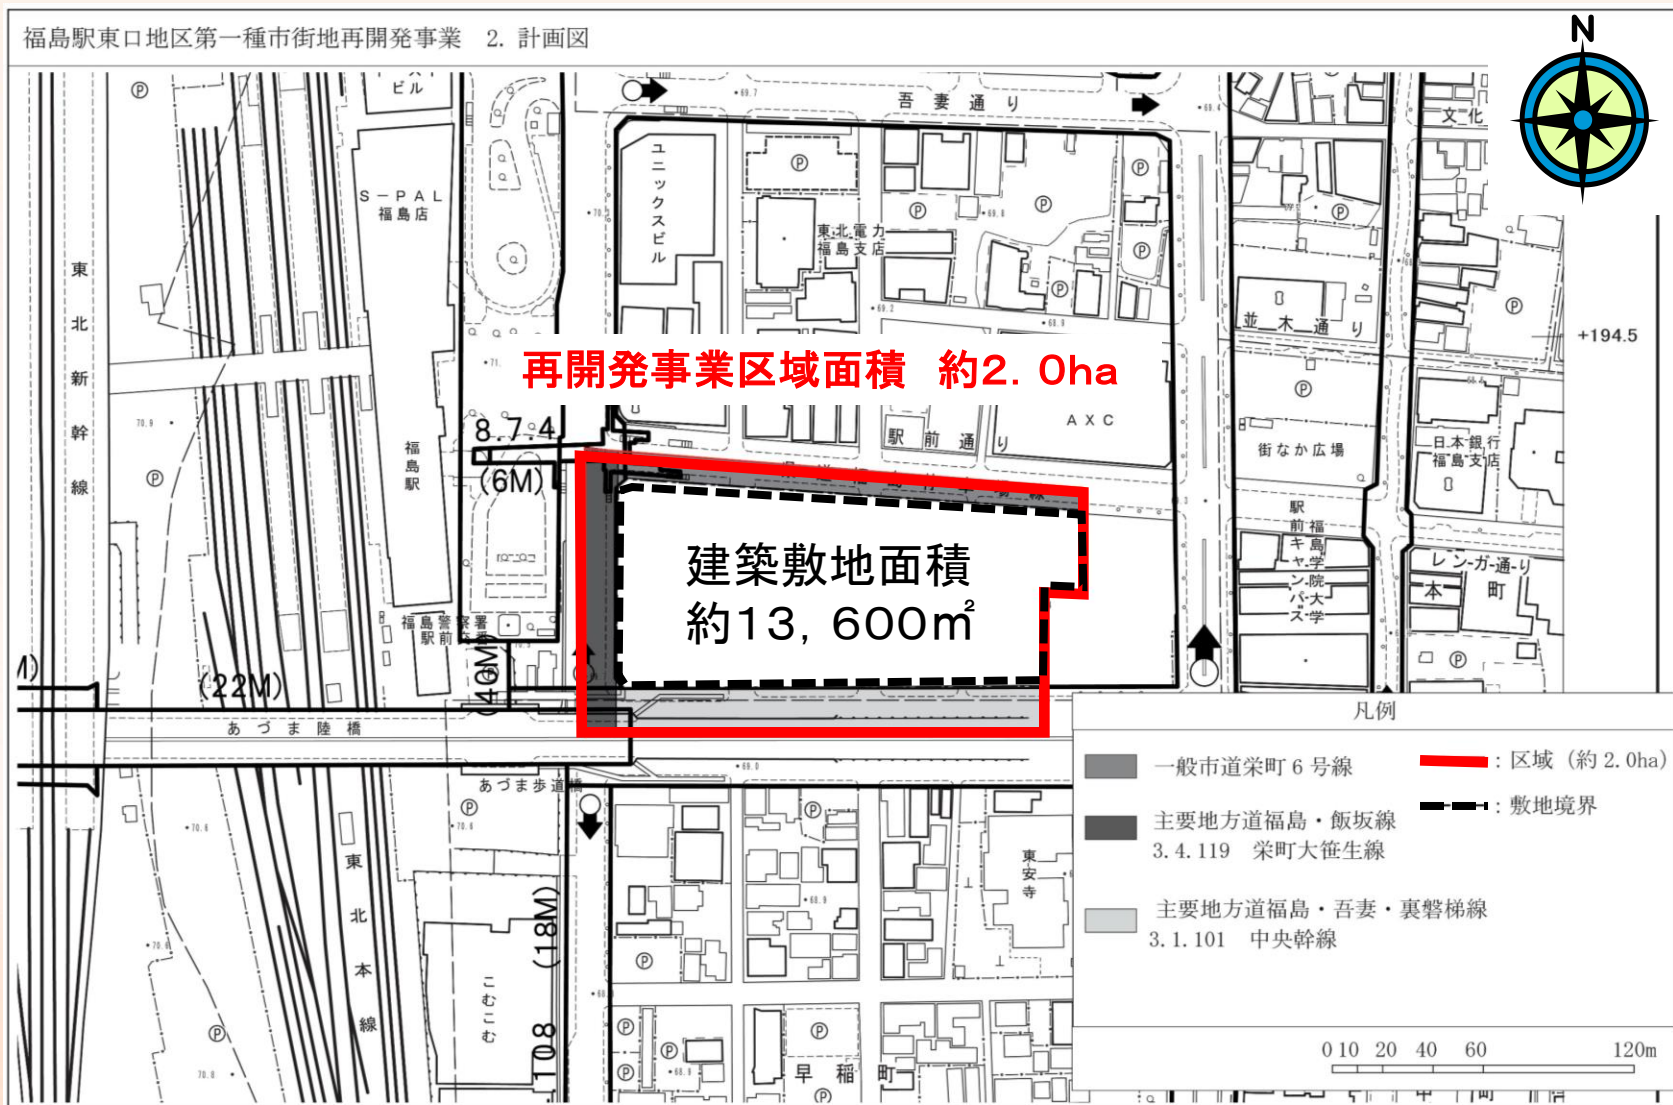 福島駅東口地区第一種市街地再開発事業　2. 計画図
N
ビル
吾妻通り
文化
S－PAL
福島店
ユニックスビル
東北電力
福島支店
東北新幹線
並木通り
+194.5
再開発事業区域面積　約2．0ha
AXC
駅前通り
8.7.4
(6M)
福島駅
街なか広場
日本銀行
福島支店
建築敷地面積
約13，600㎡
福島学院大学
駅前キャンパス
レンガ通り
本町
福島警察署
駅前交番
(40M)
(22M)
あづま陸橋
あづま歩道橋
凡例
一般市道栄町6号線
：区域（約2.0ha）
主要地方道福島・飯坂線
3.4.119　栄町大笹生線
：敷地境界
主要地方道福島・吾妻・裏磐梯線
3.1.101　中央幹線
東安寺
東北本線
こむこむ
108 (18M)
早稲町
0 10 20 40 60 120m